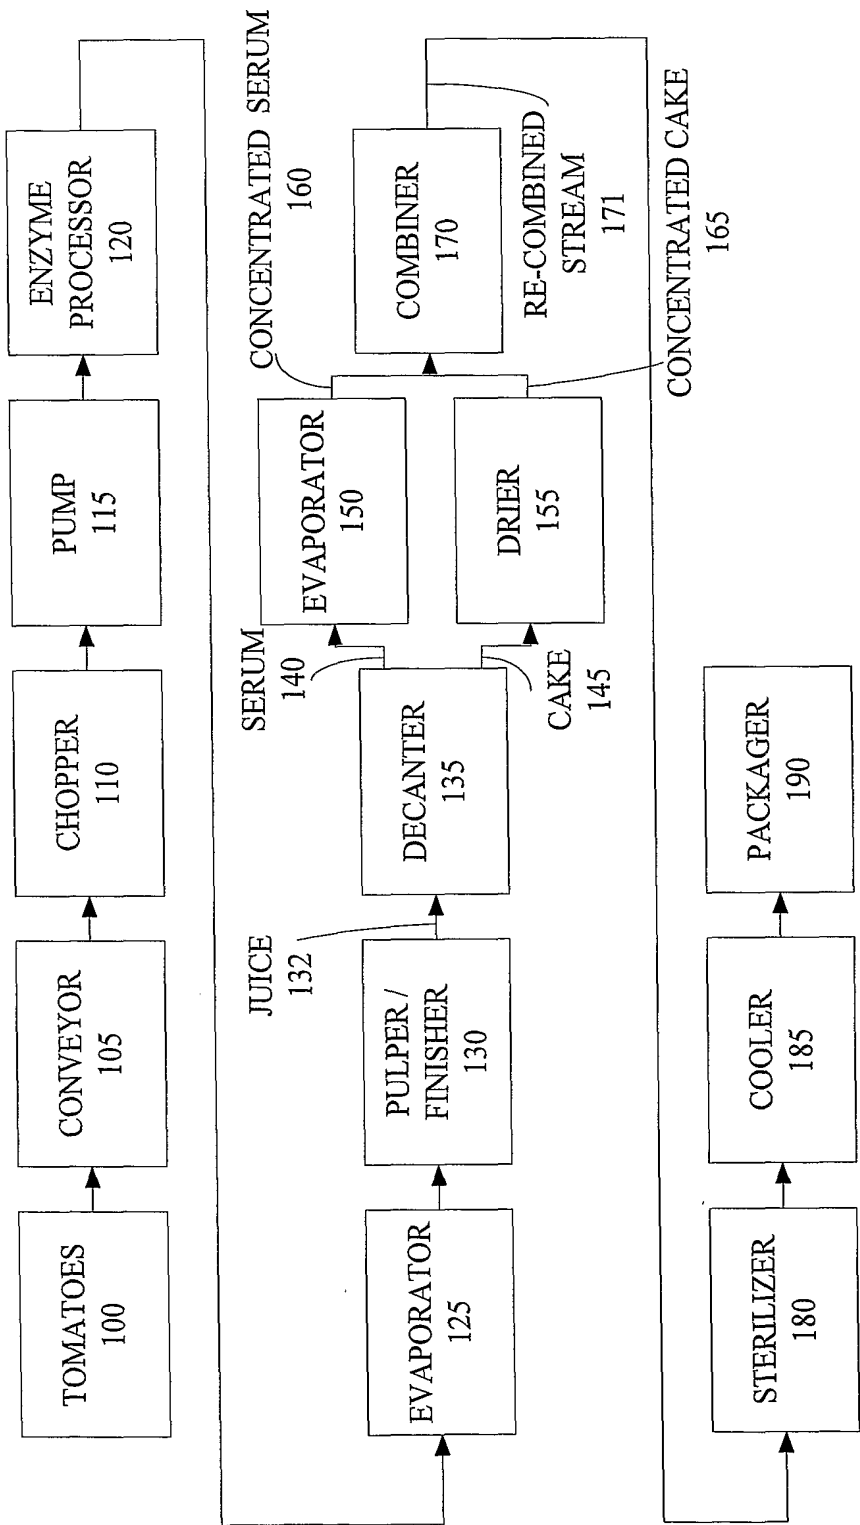 TOMATOES
100
CONVEYOR
105
CHOPPER
110
PUMP
115
ENZYME
PROCESSOR
120
EVAPORATOR
125
PULPER /
FINISHER
130
JUICE
132
DECANTER
135
SERUM
140
CAKE
145
EVAPORATOR
150
DRIER
155
CONCENTRATED SERUM
160
COMBINER
170
RE-COMBINED
STREAM
171
CONCENTRATED CAKE
165
STERILIZER
180
COOLER
185
PACKAGER
190